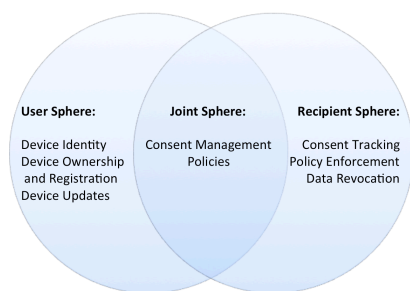 User Sphere:
Device Identity
Device Ownership
and Registration
Device Updates
Joint Sphere:
Consent Management
Policies
Recipient Sphere:
Consent Tracking
Policy Enforcement
Data Revocation